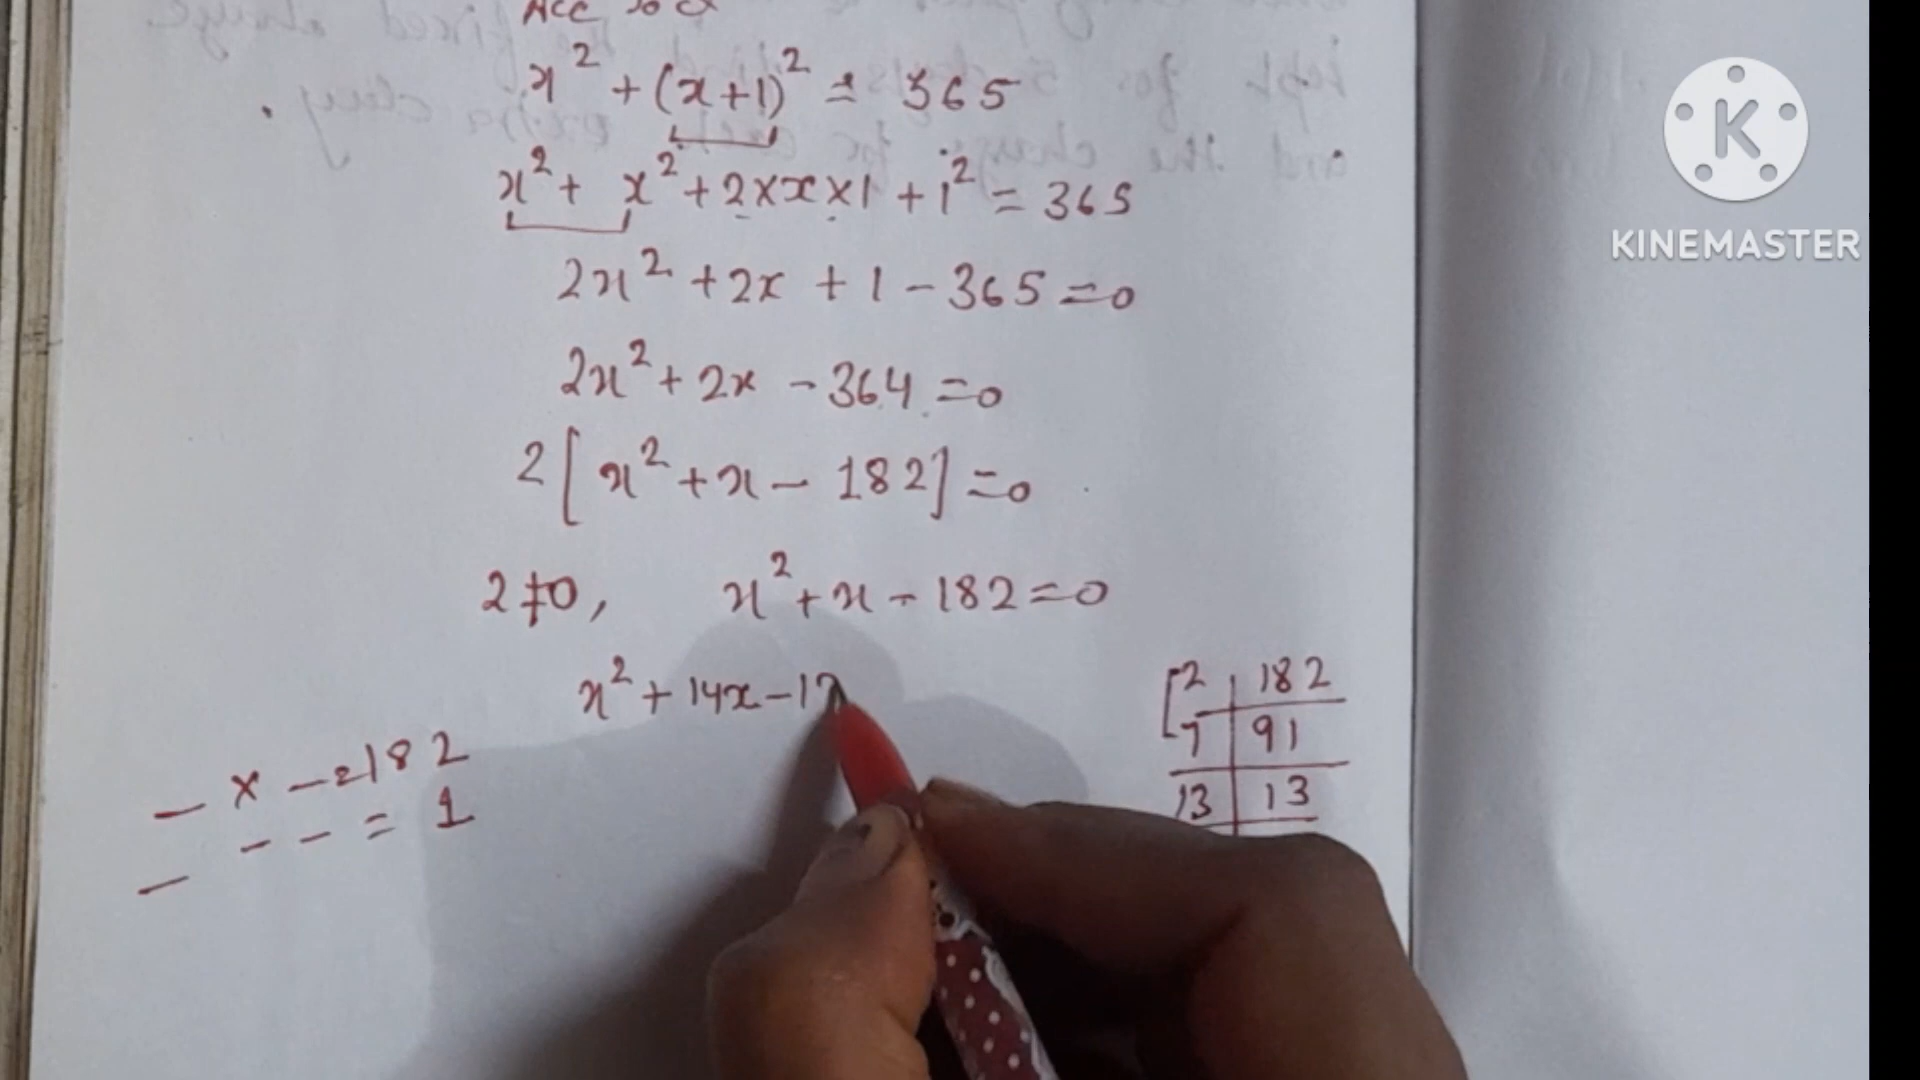 x² + (x+1)² = 365
x² + x² + 2×x×1 + 1² = 365
2x² + 2x + 1 - 365 = 0
2x² + 2x - 364 = 0
2[x² + x - 182] = 0
2≠0, x² + x - 182 = 0
x² + 14x - 1
_ × _ = 182
_ _ _ = 1
2 | 182
7 | 91
13 | 13
K
KINEMASTER